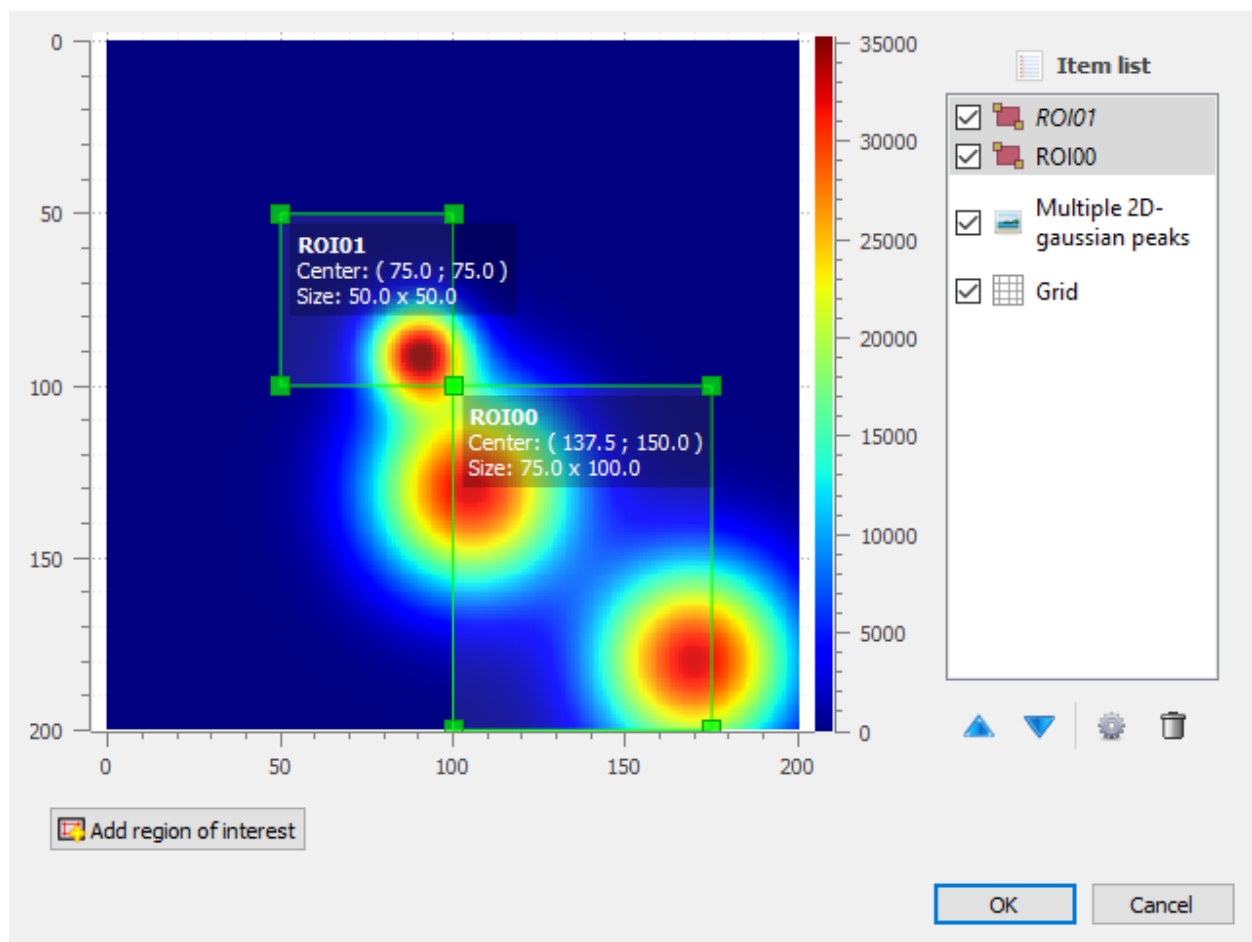 0
50
100
150
200
0
50
100
150
200
35000
30000
25000
20000
15000
10000
5000
0
ROI01
Center: ( 75.0 ; 75.0 )
Size: 50.0 x 50.0
ROI00
Center: ( 137.5 ; 150.0 )
Size: 75.0 x 100.0
Item list
ROI01
ROI00
Multiple 2D-
gaussian peaks
Grid
Add region of interest
OK
Cancel